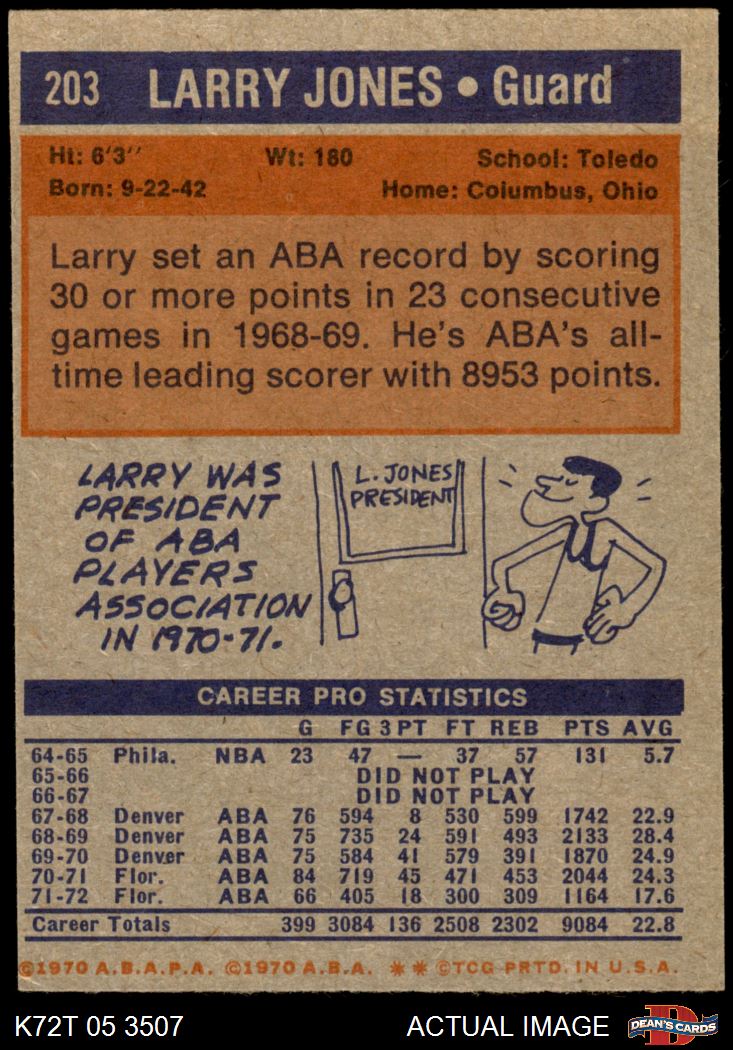 203 LARRY JONES • Guard
Ht: 6'3'' Wt: 180 School: Toledo
Born: 9-22-42 Home: Columbus, Ohio
Larry set an ABA record by scoring
30 or more points in 23 consecutive
games in 1968-69. He's ABA's all-
time leading scorer with 8953 points.
LARRY WAS
PRESIDENT
OF ABA
PLAYERS
ASSOCIATION
IN 1970-71.
L. JONES
PRESIDENT
CAREER PRO STATISTICS
G FG 3 PT FT REB PTS AVG
64-65 Phila. NBA 23 47 — 37 57 131 5.7
65-66 DID NOT PLAY
66-67 DID NOT PLAY
67-68 Denver ABA 76 594 8 530 599 1742 22.9
68-69 Denver ABA 75 735 24 591 493 2133 28.4
69-70 Denver ABA 75 584 41 579 391 1870 24.9
70-71 Flor. ABA 84 719 45 471 453 2044 24.3
71-72 Flor. ABA 66 405 18 300 309 1164 17.6
Career Totals 399 3084 136 2508 2302 9084 22.8
©1970 A.B.A.P.A. ©1970 A.B.A. ** ©TCG PRTD. IN U.S.A.
K72T 05 3507 ACTUAL IMAGE DEAN'S CARDS